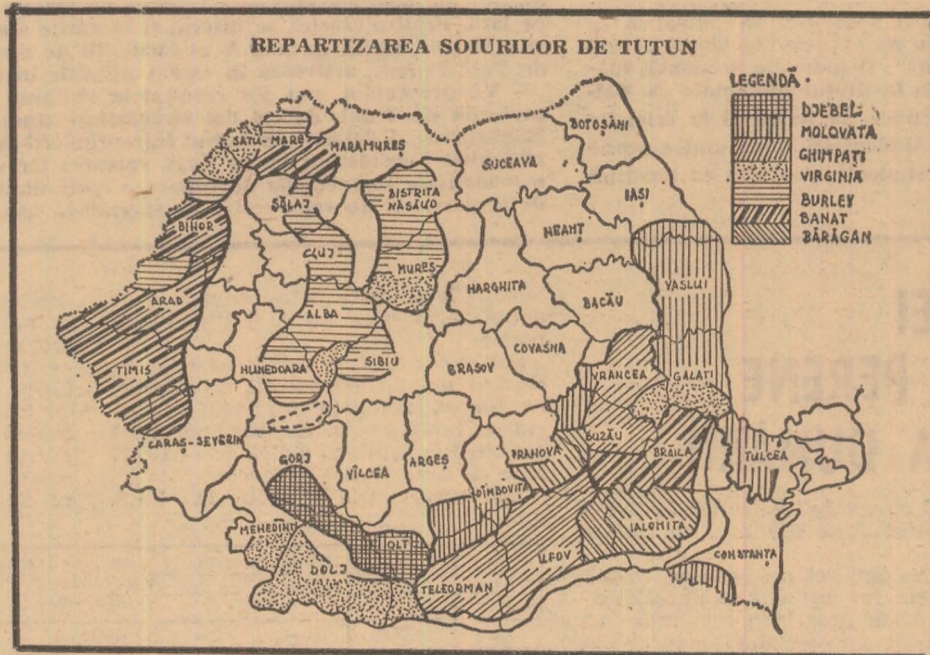 REPARTIZAREA SOIURILOR DE TUTUN
LEGENDĂ
DJEBEL
MOLOVATA
GHIMPAȚI
VIRGINIA
BURLEY
BANAT
BĂRĂGAN
SATU-MARE
MARAMUREȘ
SUCEAVA
BOTOȘANI
IAȘI
BISTRIȚA
NĂSĂUD
SĂLAJ
BIHOR
CLUJ
MUREȘ
NEAMȚ
HARGHITA
BACĂU
VASLUI
ARAD
ALBA
TIMIȘ
HUNEDOARA
SIBIU
BRAȘOV
COVASNA
VRANCEA
GALAȚI
CARAȘ-SEVERIN
GORJ
VÎLCEA
ARGEȘ
PRAHOVA
BUZĂU
BRĂILA
TULCEA
DÎMBOVIȚA
MEHEDINȚI
OLT
DOLJ
TELEORMAN
ILFOV
IALOMIȚA
CONSTANȚA